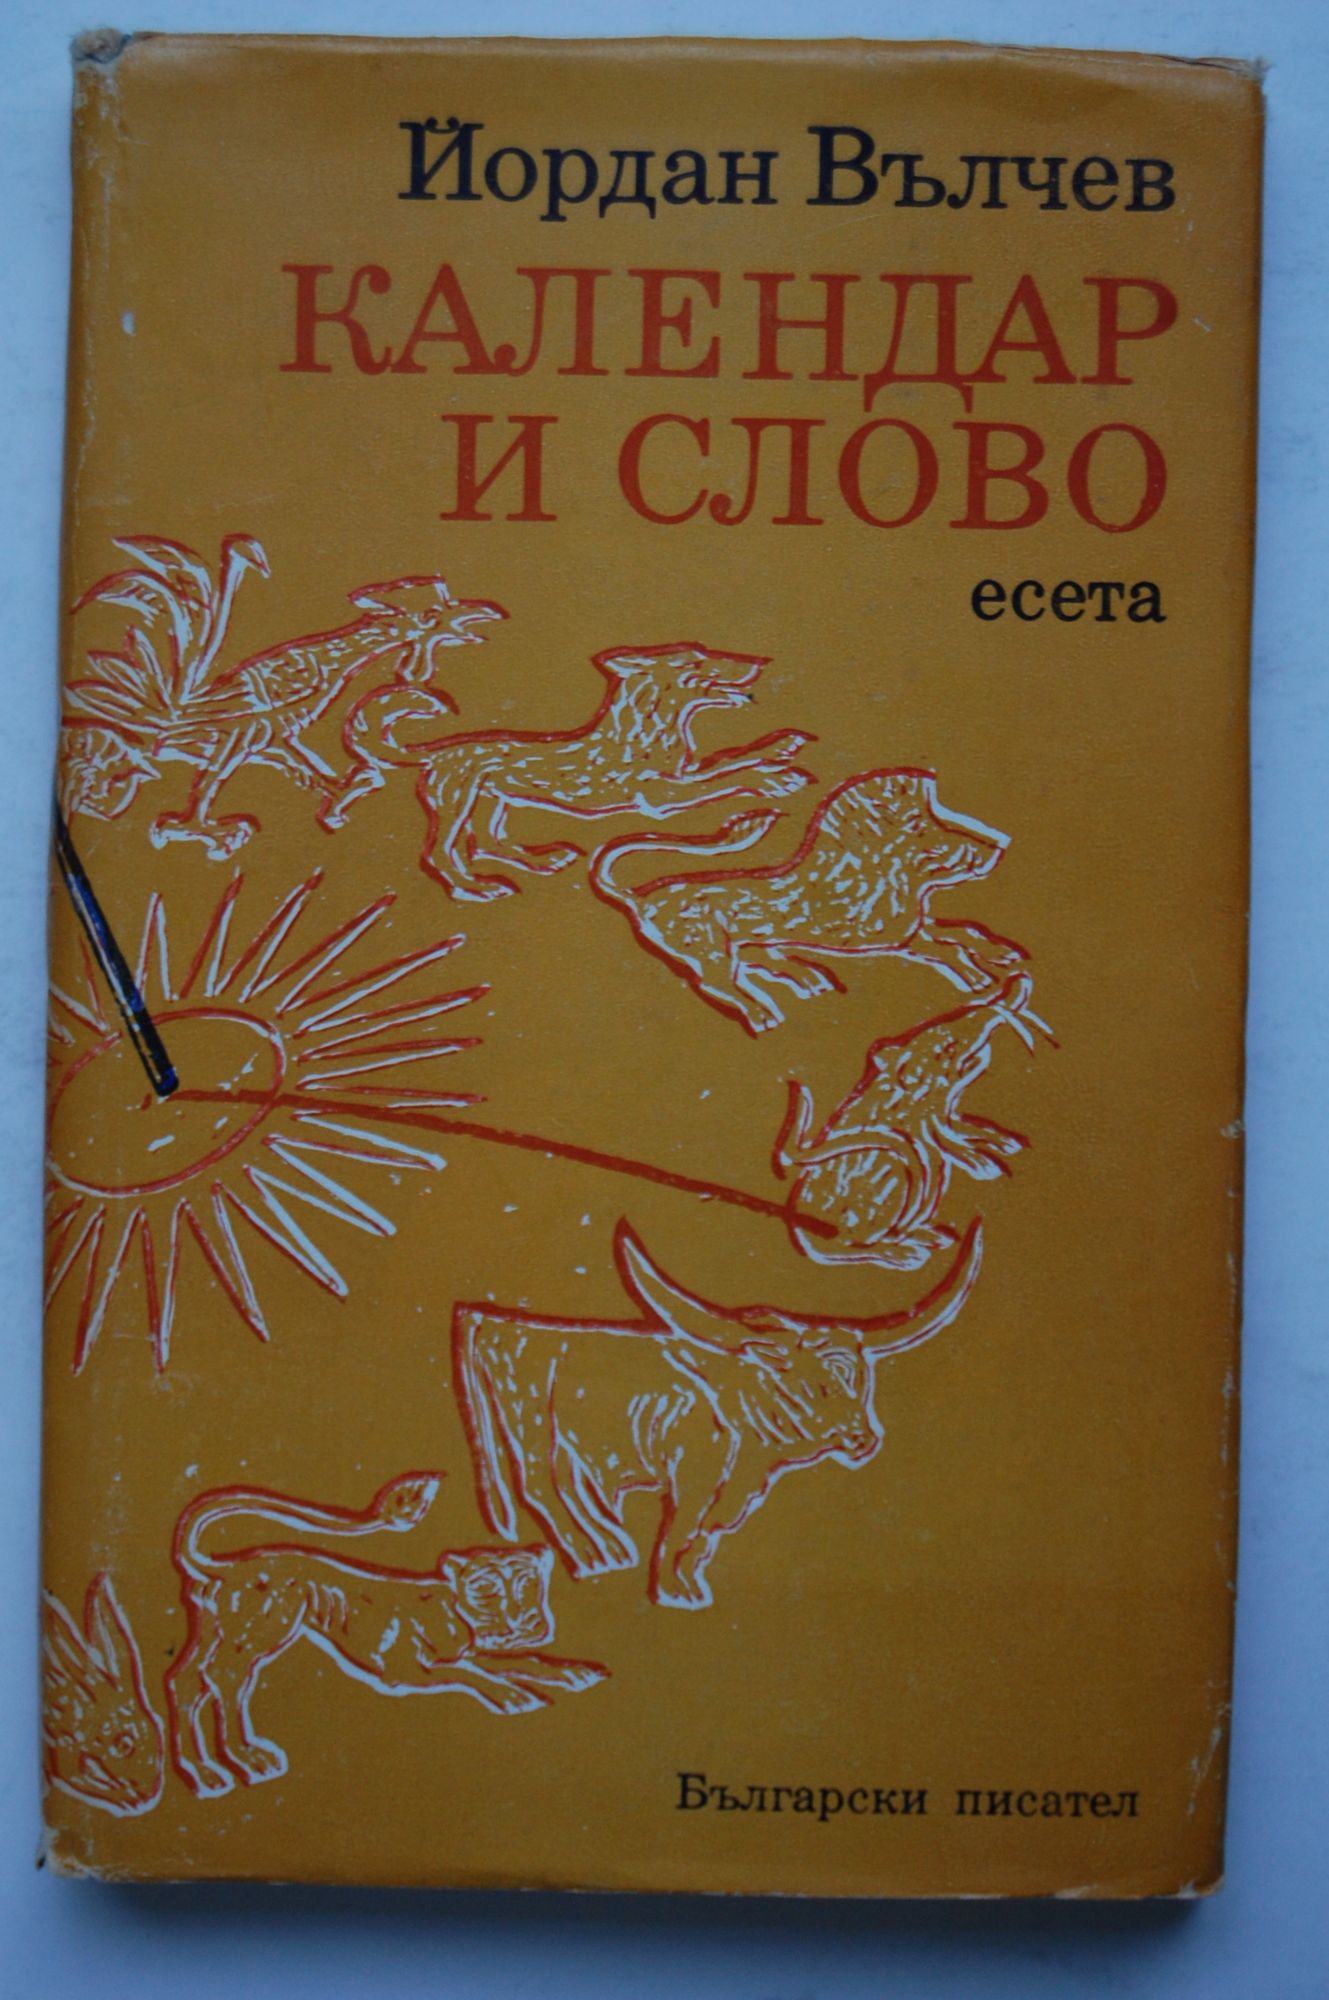 Йордан Вълчев
КАЛЕНДАР
И СЛОВО
есета
Български писател